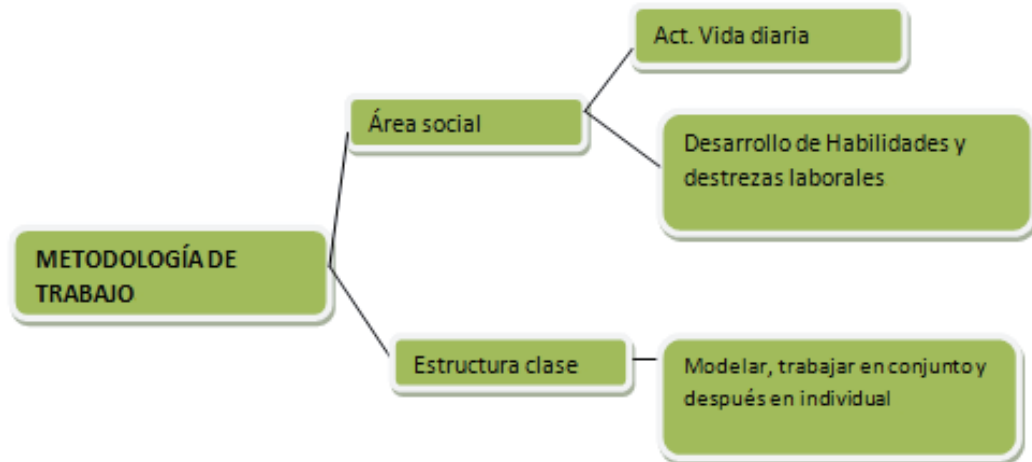 Act. Vida diaria
Área social
Desarrollo de Habilidades y
destrezas laborales
METODOLOGÍA DE
TRABAJO
Estructura clase
Modelar, trabajar en conjunto y
después en individual